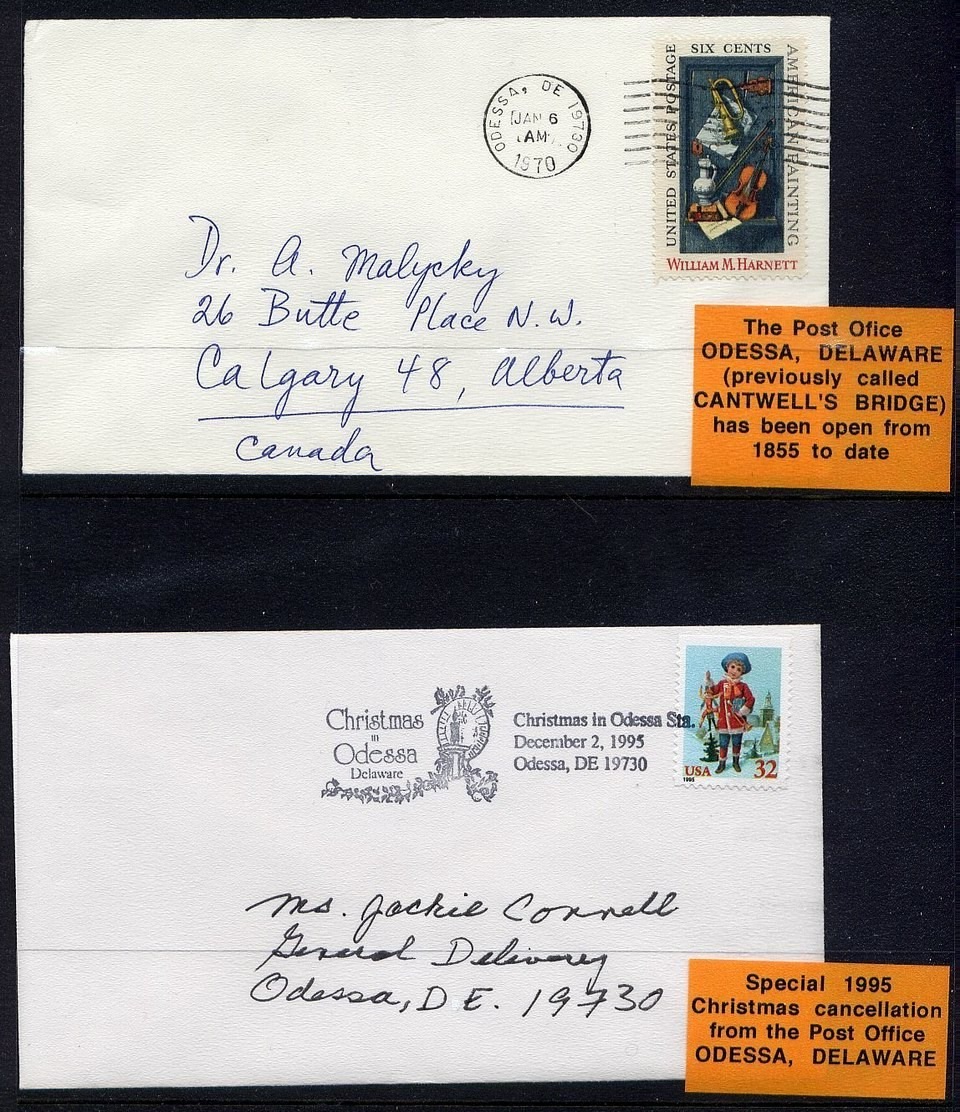 ODESSA, DE 19730
JAN 6
AM
1970
SIX CENTS
UNITED STATES POSTAGE
AMERICAN PAINTING
WILLIAM M. HARNETT
Dr. A. Malycky
26 Butte Place N.W.
Calgary 48, Alberta
Canada
The Post Ofice
ODESSA, DELAWARE
(previously called
CANTWELL'S BRIDGE)
has been open from
1855 to date
Christmas
in
Odessa
Delaware
Christmas in Odessa Sta.
December 2, 1995
Odessa, DE 19730
USA 32
1995
Ms. Jackie Connell
General Delivery
Odessa, D E. 19730
Special 1995
Christmas cancellation
from the Post Office
ODESSA, DELAWARE